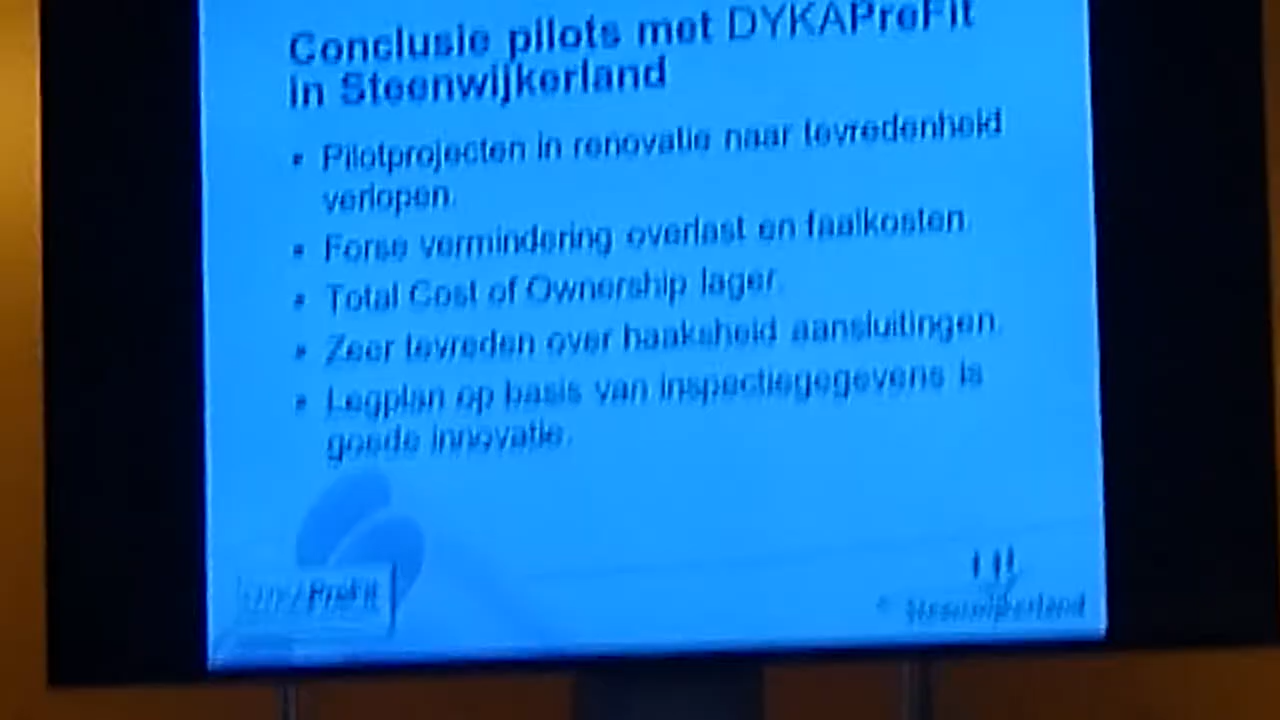 Conclusie pilots met DYKAPreFit
in Steenwijkerland
• Pilotprojecten in renovatie naar tevredenheid
verlopen.
• Forse vermindering overlast en faalkosten.
• Total Cost of Ownership lager.
• Zeer tevreden over haaksheid aansluitingen.
• Legplan op basis van inspectiegegevens is
goede innovatie.
DYKAPreFit
Steenwijkerland